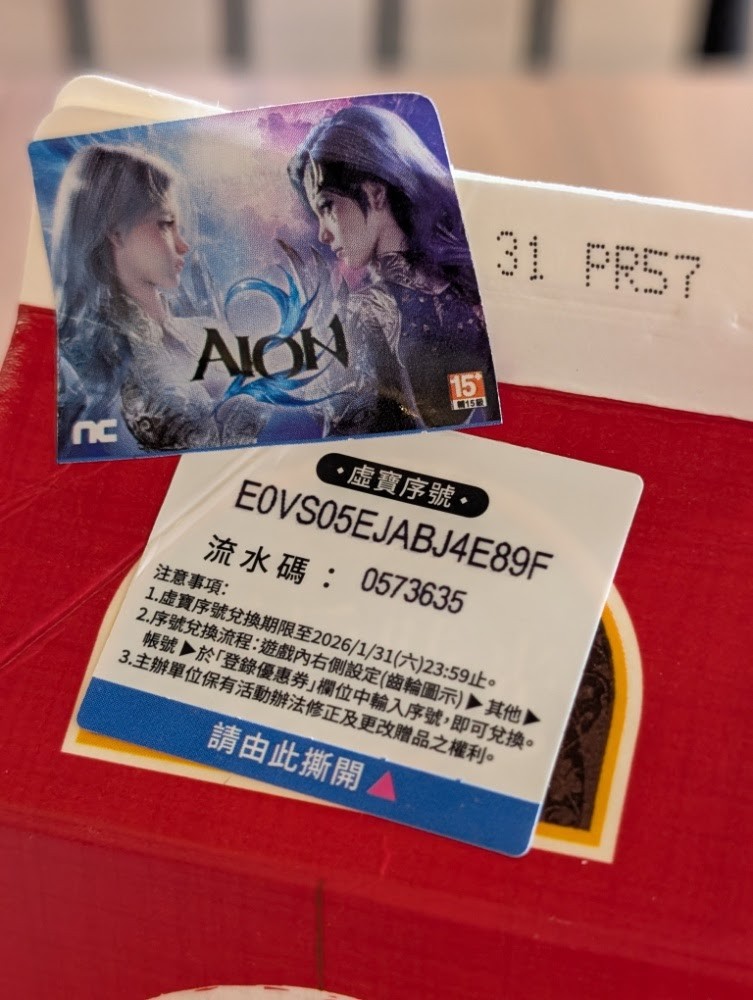 31 PR57
AION2
nc
15+
輔15級
·虛寶序號·
E0VS05EJABJ4E89F
流水碼：0573635
注意事項:
1.虛寶序號兌換期限至2026/1/31(六)23:59止。
2.序號兌換流程:遊戲內右側設定(齒輪圖示)▶其他▶
帳號▶於「登錄優惠券」欄位中輸入序號,即可兌換。
3.主辦單位保有活動辦法修正及更改贈品之權利。
請由此撕開